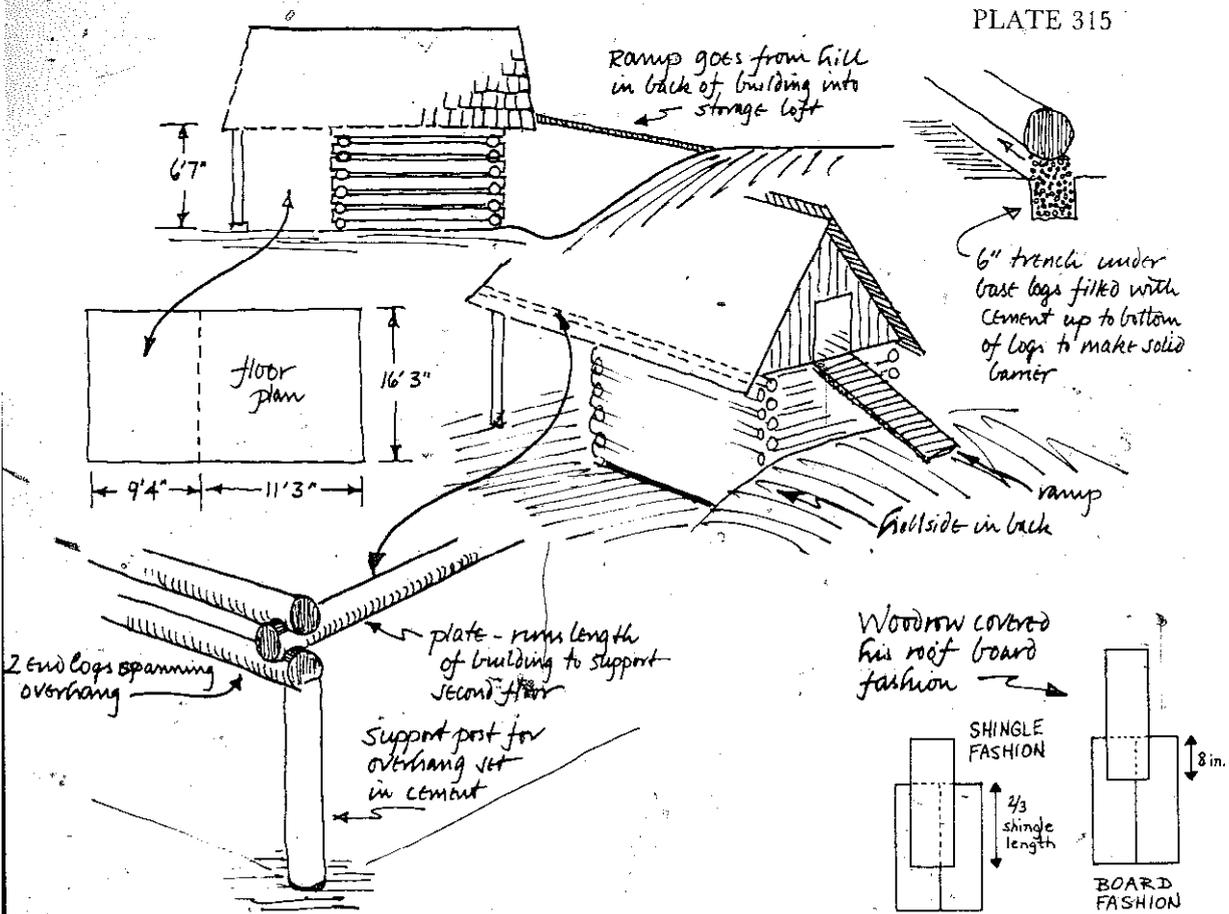 PLATE 315
Ramp goes from hill
in back of building into
storage loft
6'7"
6" trench under
base logs filled with
cement up to bottom
of logs to make solid
barrier
floor
plan
16'3"
9'4"
11'3"
ramp
hillside in back
plate - runs length
of building to support
second floor
2 end logs spanning
overhang
Support post for
overhang set
in cement
Woodrow covered
his roof board
fashion
SHINGLE
FASHION
2/3
shingle
length
8 in.
BOARD
FASHION